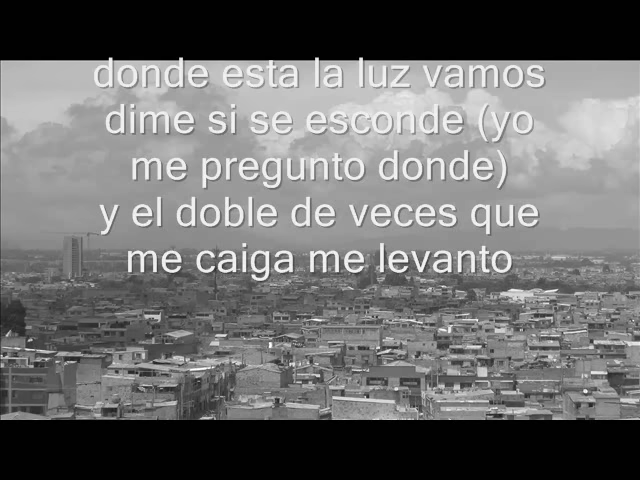 donde esta la luz vamos
dime si se esconde (yo
me pregunto donde)
y el doble de veces que
me caiga me levanto